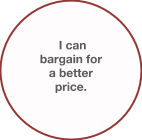 I can
bargain for
a better
price.